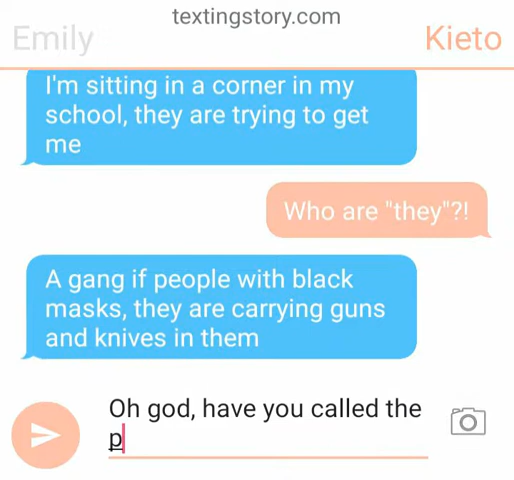 textingstory.com
Emily
Kieto
I'm sitting in a corner in my
school, they are trying to get
me
Who are "they"?!
A gang if people with black
masks, they are carrying guns
and knives in them
Oh god, have you called the
p